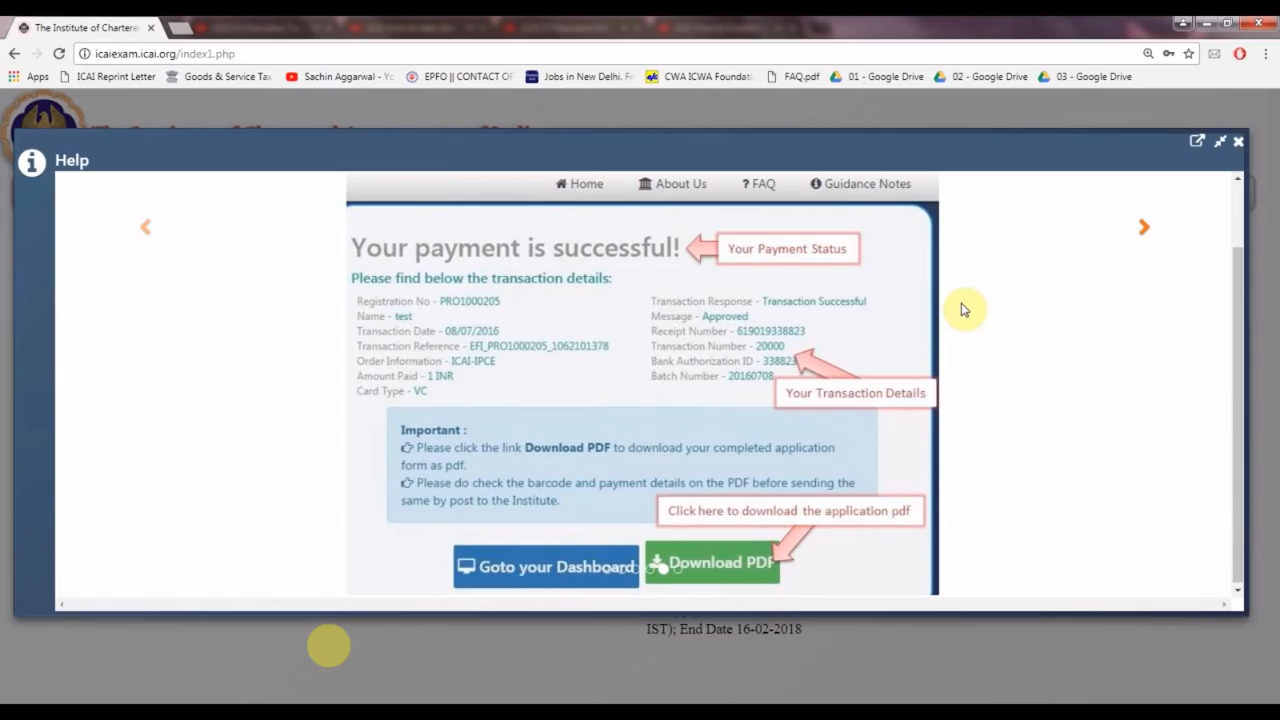 The Institute of Chartere
icaiexam.icai.org/index1.php
Apps ICAI Reprint Letter Goods & Service Tax Sachin Aggarwal - Yo EPFO || CONTACT OF Jobs in New Delhi. Fi CWA ICWA Foundati FAQ.pdf 01 - Google Drive 02 - Google Drive 03 - Google Drive
Help
Home About Us ? FAQ Guidance Notes
Your payment is successful!
Your Payment Status
Please find below the transaction details:
Registration No - PRO1000205
Name - test
Transaction Date - 08/07/2016
Transaction Reference - EFI_PRO1000205_1062101378
Order Information - ICAI-IPCE
Amount Paid - 1 INR
Card Type - VC
Transaction Response - Transaction Successful
Message - Approved
Receipt Number - 619019338823
Transaction Number - 20000
Bank Authorization ID - 338823
Batch Number - 20160708
Your Transaction Details
Important :
Please click the link Download PDF to download your completed application
form as pdf.
Please do check the barcode and payment details on the PDF before sending the
same by post to the Institute.
Click here to download the application pdf
Goto your Dashboard
Download PDF
IST); End Date 16-02-2018